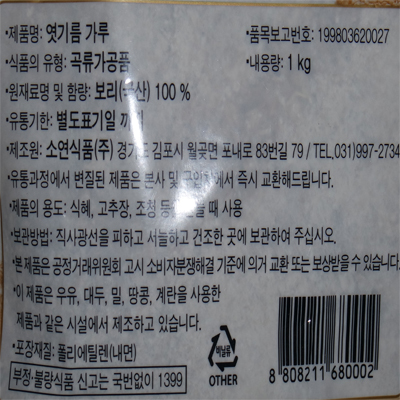 ·제품명: 엿기름 가루
·품목보고번호: 199803620027
·식품의 유형: 곡류가공품
·내용량: 1 kg
·원재료명 및 함량: 보리( 산) 100 %
·유통기한: 별도표기일
·제조원: 소연식품(주) 경기도 김포시 월곶면 포내로 83번길 79 / TEL.031)997-2734
·유통과정에서 변질된 제품은 본사 및 구입처에서 즉시 교환해드립니다.
·제품의 용도: 식혜, 고추장, 조청 등을 때 사용
·보관방법: 직사광선을 피하고 서늘하고 건조한 곳에 보관하여 주십시오.
·본 제품은 공정거래위원회 고시 소비자분쟁해결 기준에 의거 교환 또는 보상받을 수 있습니다.
·이 제품은 우유, 대두, 밀, 땅콩, 계란을 사용한
제품과 같은 시설에서 제조하고 있습니다.
·포장재질: 폴리에틸렌(내면)
부정·불량식품 신고는 국번없이 1399
비닐류
OTHER
8 808211 680002